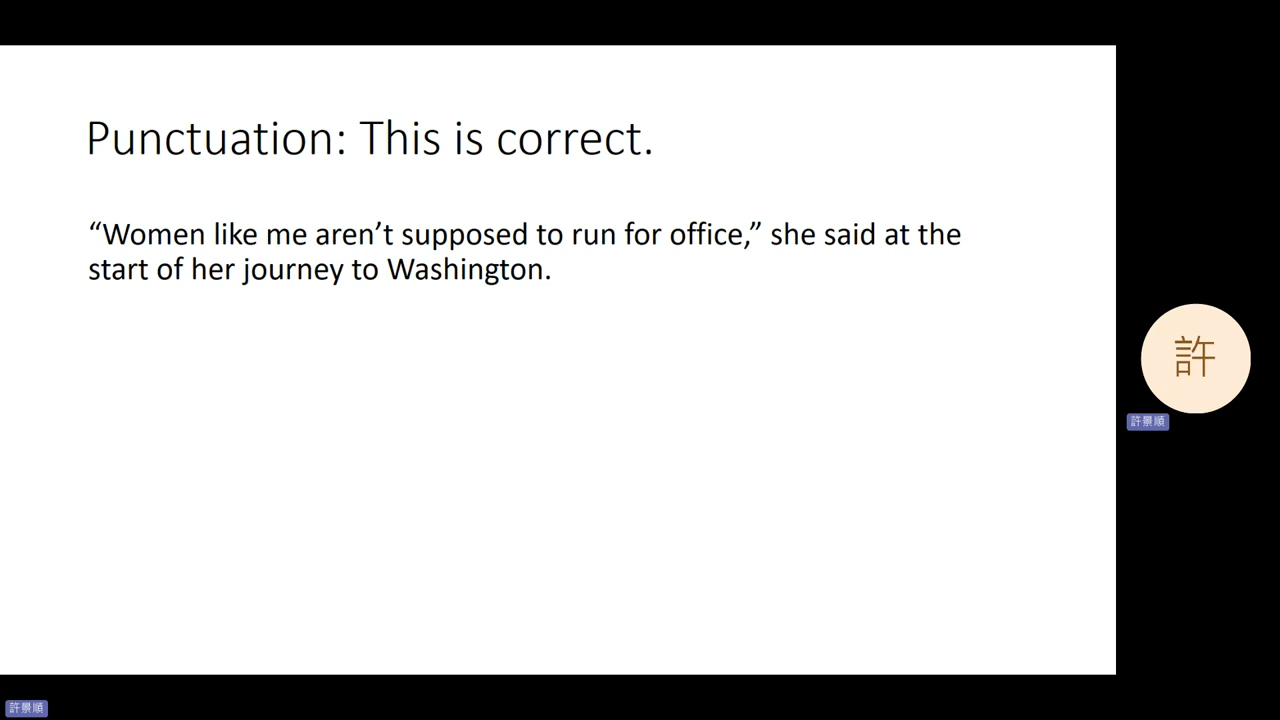 Punctuation: This is correct.
“Women like me aren’t supposed to run for office,” she said at the
start of her journey to Washington.
許
許景順
許景順